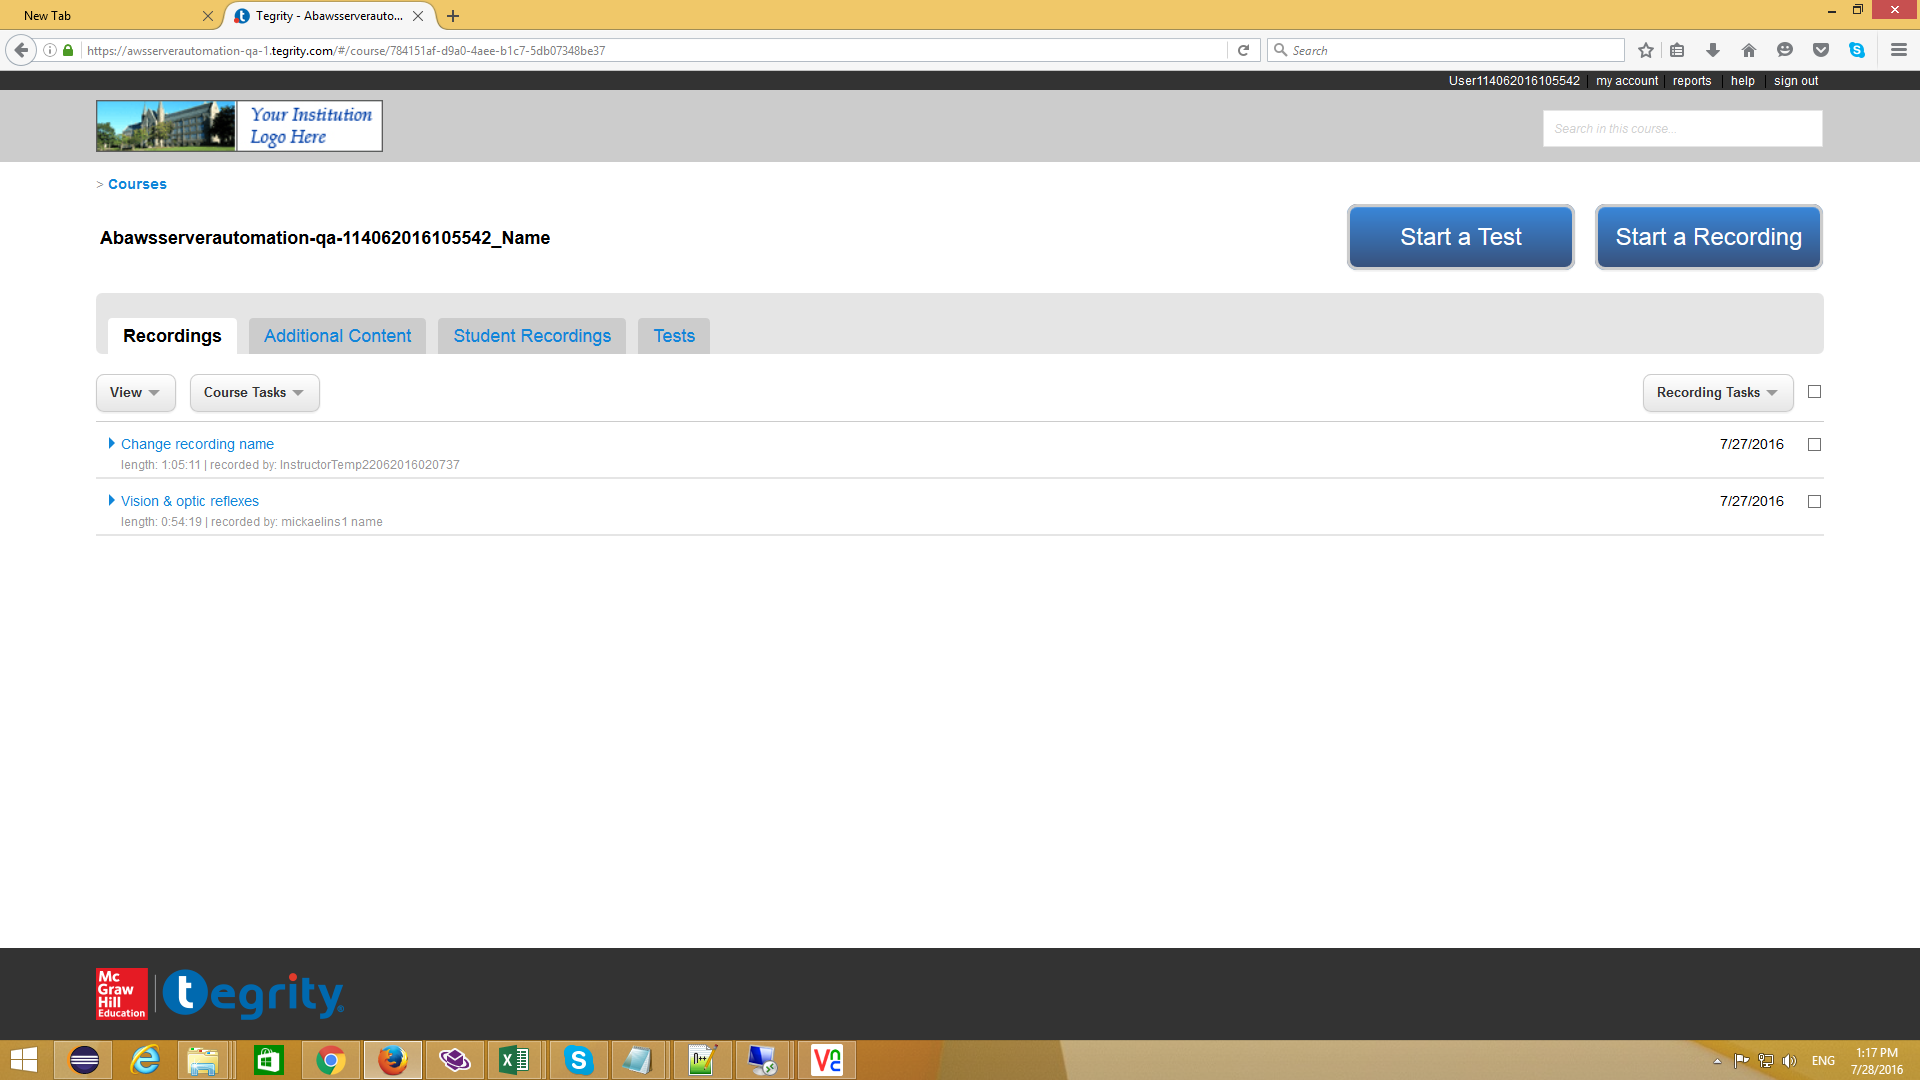 New Tab
Tegrity - Abawsserverauto...
https://awsserverautomation-qa-1.tegrity.com/#/course/784151af-d9a0-4aee-b1c7-5db07348be37
Search
User114062016105542 my account reports help sign out
Your Institution
Logo Here
Search in this course...
> Courses
Abawsserverautomation-qa-114062016105542_Name
Start a Test
Start a Recording
Recordings
Additional Content
Student Recordings
Tests
View
Course Tasks
Recording Tasks
Change recording name
7/27/2016
length: 1:05:11 | recorded by: InstructorTemp22062016020737
Vision & optic reflexes
7/27/2016
length: 0:54:19 | recorded by: mickaelins1 name
Mc
Graw
Hill
Education
tegrity
ENG
1:17 PM
7/28/2016